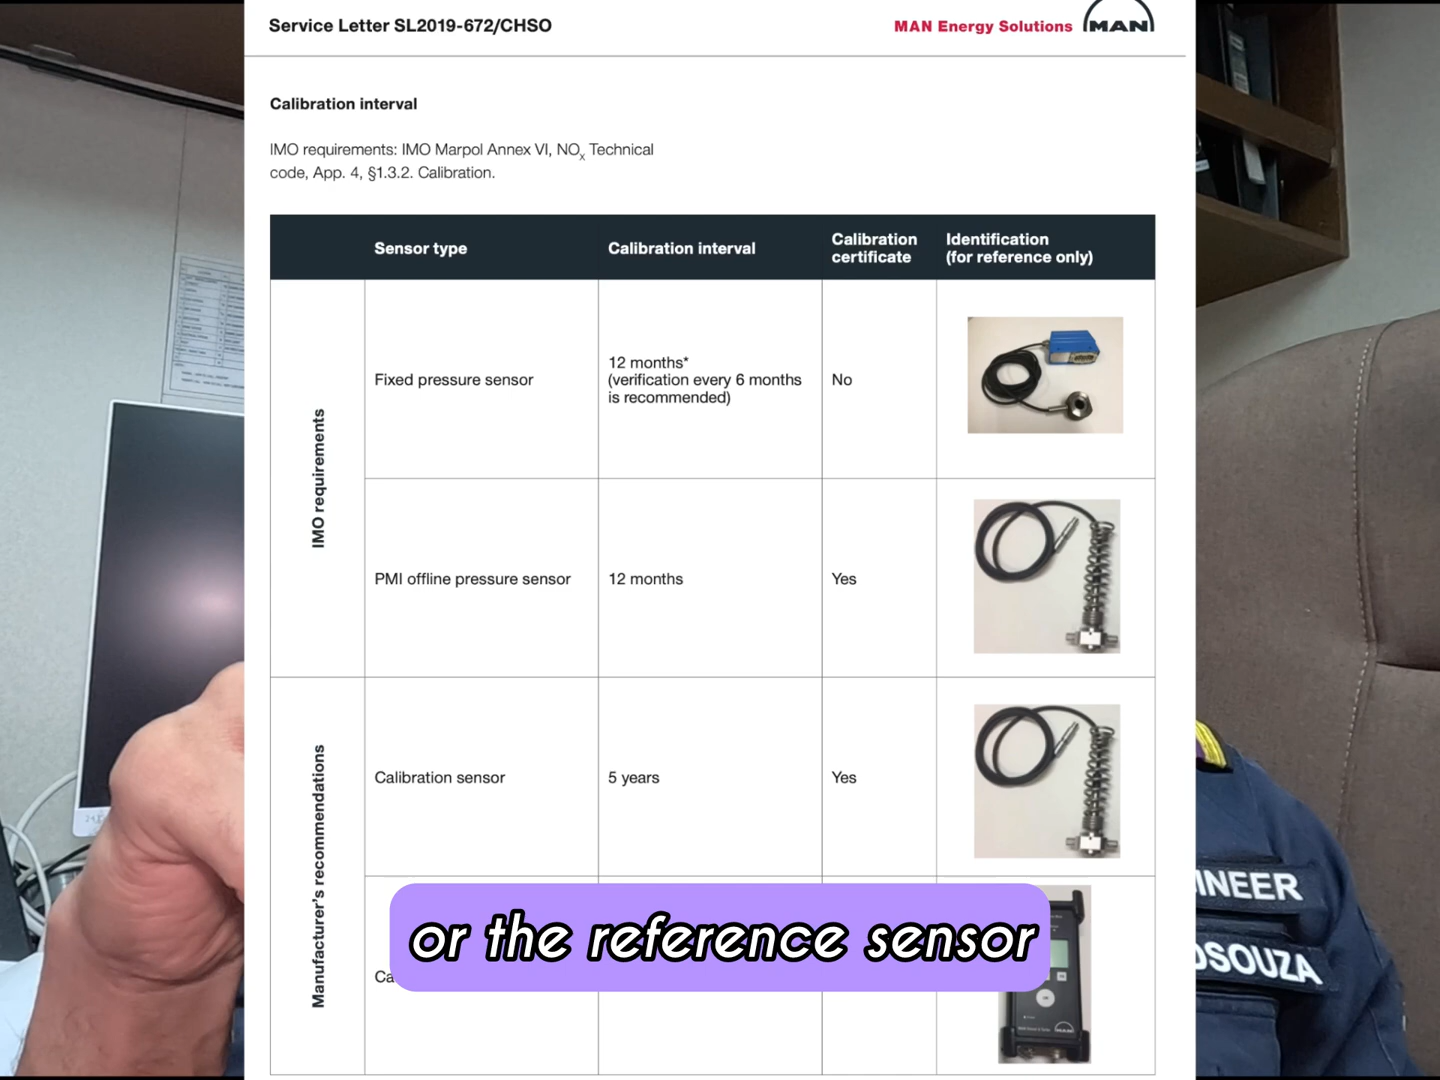 Service Letter SL2019-672/CHSO
MAN Energy Solutions
MAN
Calibration interval
IMO requirements: IMO Marpol Annex VI, NOx Technical
code, App. 4, §1.3.2. Calibration.
Sensor type
Calibration interval
Calibration
certificate
Identification
(for reference only)
IMO requirements
Fixed pressure sensor
12 months*
(verification every 6 months
is recommended)
No
PMI offline pressure sensor
12 months
Yes
Manufacturer's recommendations
Calibration sensor
5 years
Yes
or the reference sensor
Ca
INEER
DSOUZA